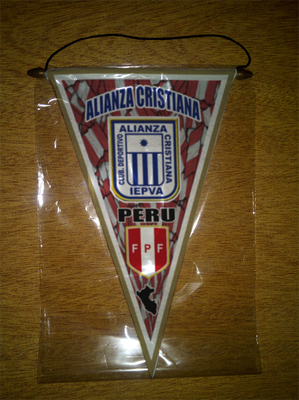 ALIANZA CRISTIANA
ALIANZA
CLUB. DEPORTIVO
CRISTIANA
IEPVA
PERU
FPF